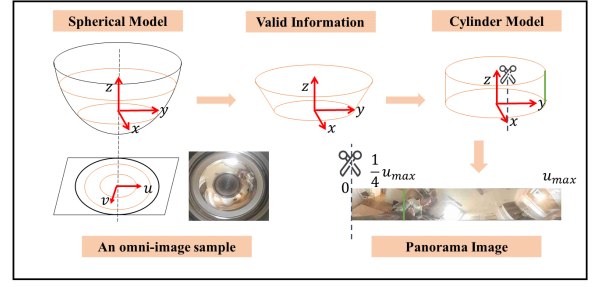 Spherical Model
Valid Information
Cylinder Model
z
y
x
z
y
x
z
y
x
u
v
0
1/4 u_max
u_max
An omni-image sample
Panorama Image